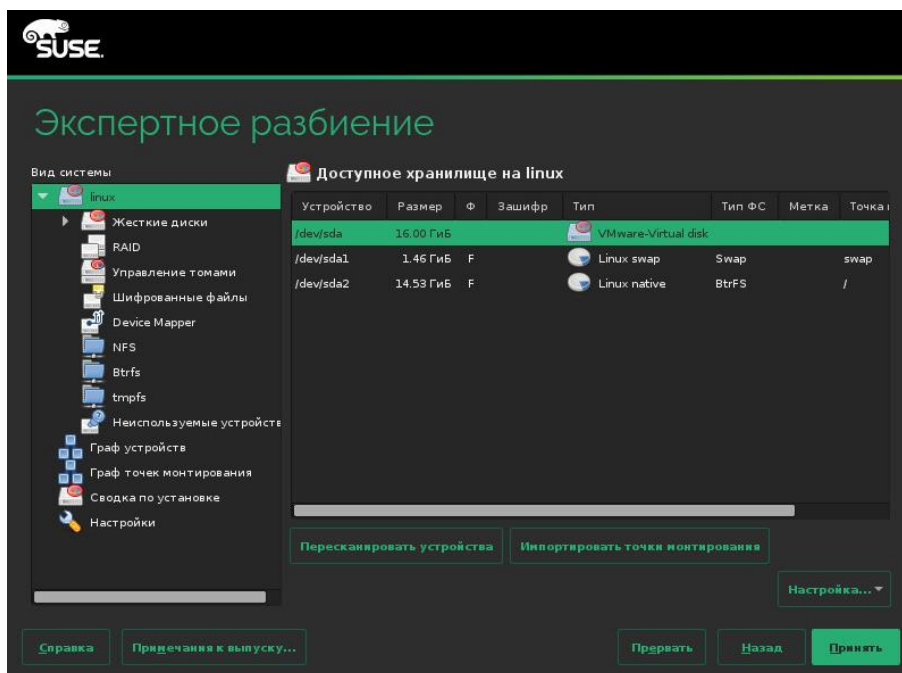 SUSE.
Экспертное разбиение
Вид системы
linux
Жесткие диски
RAID
Управление томами
Шифрованные файлы
Device Mapper
NFS
Btrfs
tmpfs
Неиспользуемые устройств
Граф устройств
Граф точек монтирования
Сводка по установке
Настройки
Доступное хранилище на linux
Устройство Размер Ф Зашифр Тип Тип ФС Метка Точка
/dev/sda 16.00 ГиБ VMware-Virtual disk
/dev/sda1 1.46 ГиБ F Linux swap Swap swap
/dev/sda2 14.53 ГиБ F Linux native BtrFS /
Пересканировать устройства Импортировать точки монтирования
Настройка...
Справка Примечания к выпуску... Прервать Назад Принять